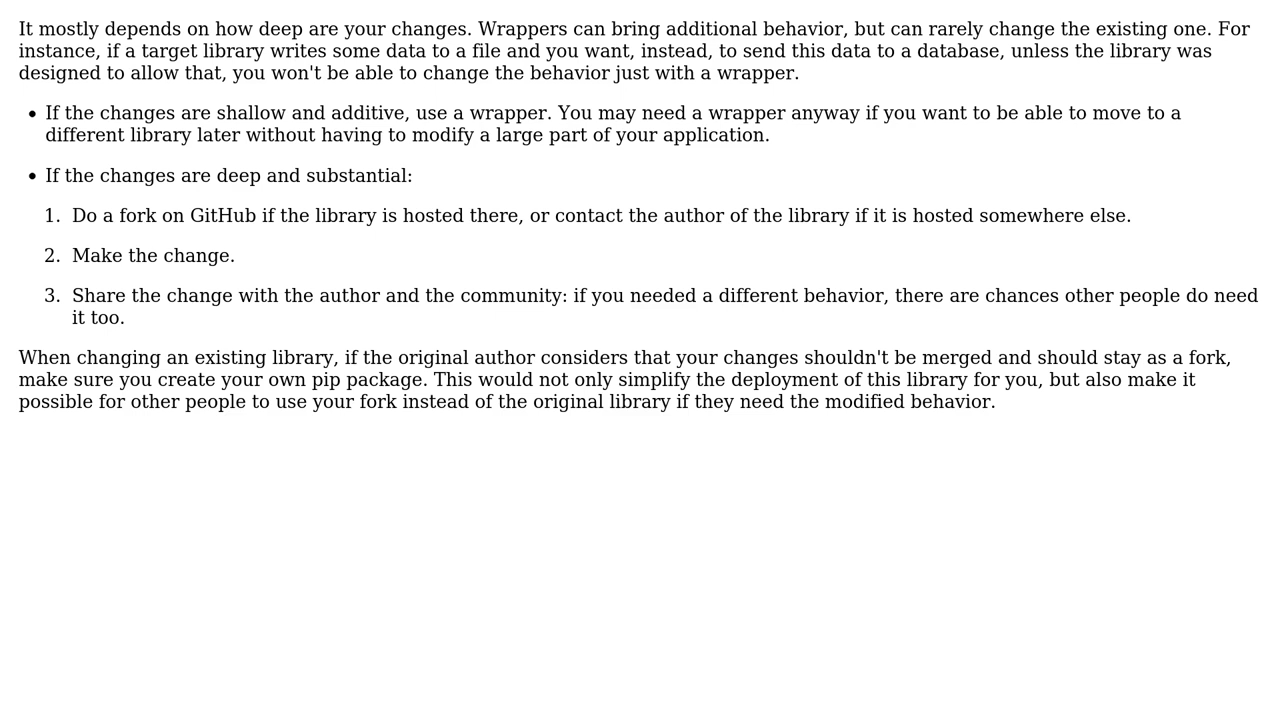 It mostly depends on how deep are your changes. Wrappers can bring additional behavior, but can rarely change the existing one. For
instance, if a target library writes some data to a file and you want, instead, to send this data to a database, unless the library was
designed to allow that, you won't be able to change the behavior just with a wrapper.
• If the changes are shallow and additive, use a wrapper. You may need a wrapper anyway if you want to be able to move to a
different library later without having to modify a large part of your application.
• If the changes are deep and substantial:
1. Do a fork on GitHub if the library is hosted there, or contact the author of the library if it is hosted somewhere else.
2. Make the change.
3. Share the change with the author and the community: if you needed a different behavior, there are chances other people do need
it too.
When changing an existing library, if the original author considers that your changes shouldn't be merged and should stay as a fork,
make sure you create your own pip package. This would not only simplify the deployment of this library for you, but also make it
possible for other people to use your fork instead of the original library if they need the modified behavior.